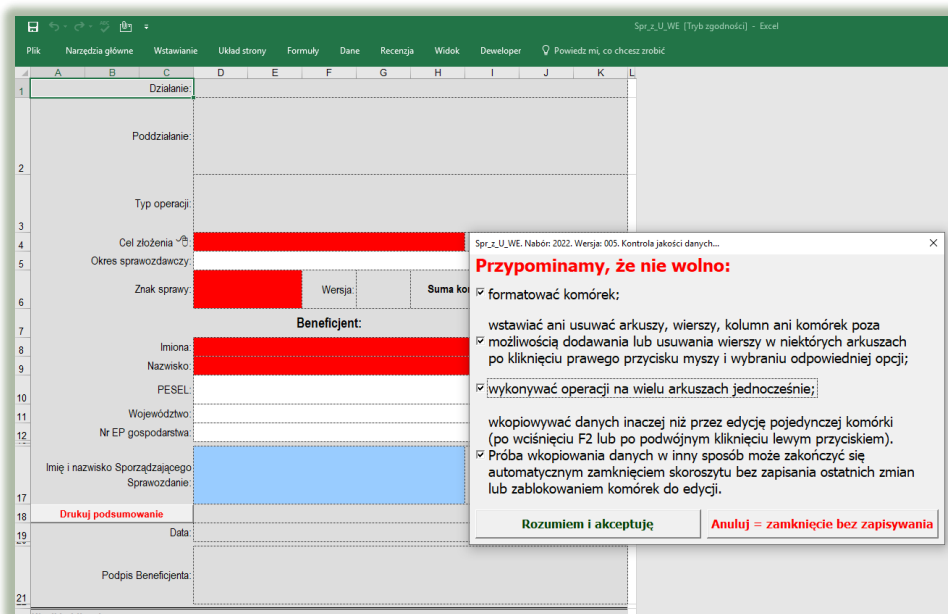 Spr_z_U_WE [Tryb zgodności] - Excel
Plik Narzędzia główne Wstawianie Układ strony Formuły Dane Recenzja Widok Deweloper Powiedz mi, co chcesz zrobić
A B C D E F G H I J K L
1 Działanie:
2 Poddziałanie:
3 Typ operacji:
4 Cel złożenia :
5 Okres sprawozdawczy:
6 Znak sprawy: Wersja: Suma
7 Beneficjent:
8 Imiona:
9 Nazwisko:
10 PESEL:
11 Województwo:
12 Nr EP gospodarstwa:
Imię i nazwisko Sporządzającego
17 Sprawozdanie:
18 Drukuj podsumowanie
19 Data:
21 Podpis Beneficjenta:
Spr_z_U_WE. Nabór: 2022. Wersja: 005. Kontrola jakości danych...
Przypominamy, że nie wolno:
formatować komórek;
wstawiać ani usuwać arkuszy, wierszy, kolumn ani komórek poza
możliwością dodawania lub usuwania wierszy w niektórych arkuszach
po kliknięciu prawego przycisku myszy i wybraniu odpowiedniej opcji;
wykonywać operacji na wielu arkuszach jednocześnie;
wkopiowywać danych inaczej niż przez edycję pojedynczej komórki
(po wciśnięciu F2 lub po podwójnym kliknięciu lewym przyciskiem).
Próba wkopiowania danych w inny sposób może zakończyć się
automatycznym zamknięciem skoroszytu bez zapisania ostatnich zmian
lub zablokowaniem komórek do edycji.
Rozumiem i akceptuję
Anuluj = zamknięcie bez zapisywania